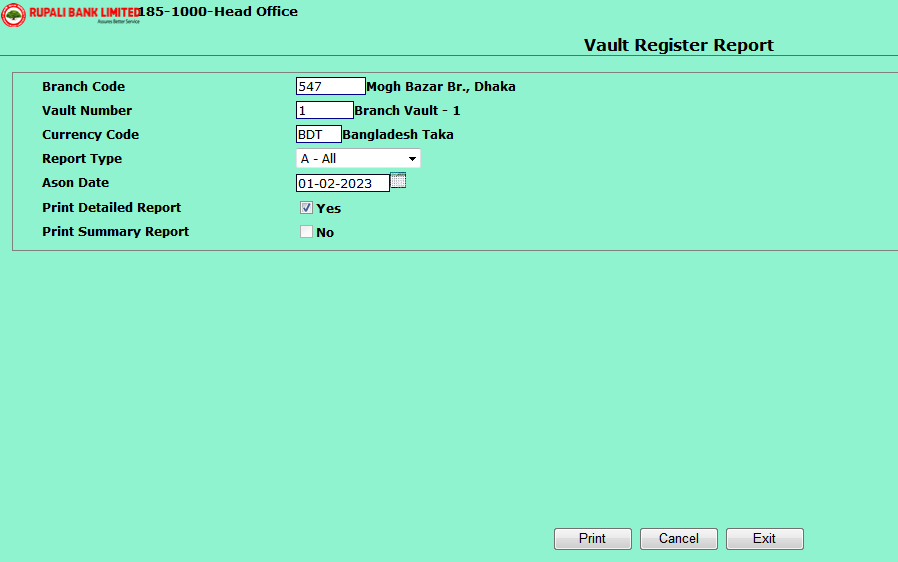 RUPALI BANK LIMITED
Assures Better Service
185-1000-Head Office
Vault Register Report
Branch Code 547 Mogh Bazar Br., Dhaka
Vault Number 1 Branch Vault - 1
Currency Code BDT Bangladesh Taka
Report Type A - All
Ason Date 01-02-2023
Print Detailed Report Yes
Print Summary Report No
Print Cancel Exit